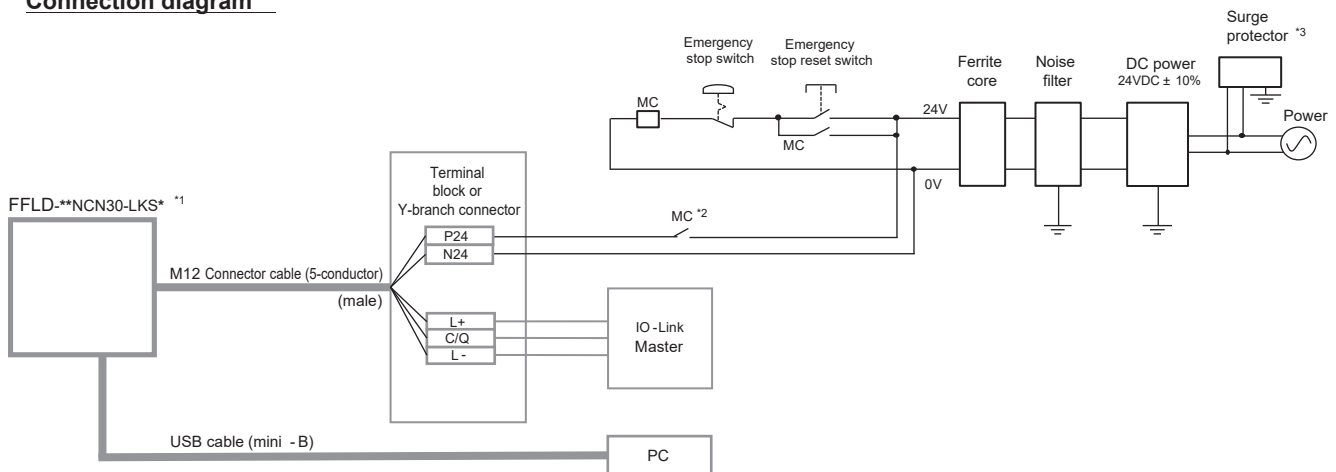 Connection diagram
Surge
protector *3
Emergency
stop switch
Emergency
stop reset switch
Ferrite
core
Noise
filter
DC power
24VDC ± 10%
MC
24V
Power
MC
0V
Terminal
block or
Y-branch connector
FFLD-**NCN30-LKS* *1
MC *2
P24
N24
M12 Connector cable (5-conductor)
(male)
L+
C/Q
L -
IO -Link
Master
USB cable (mini - B)
PC